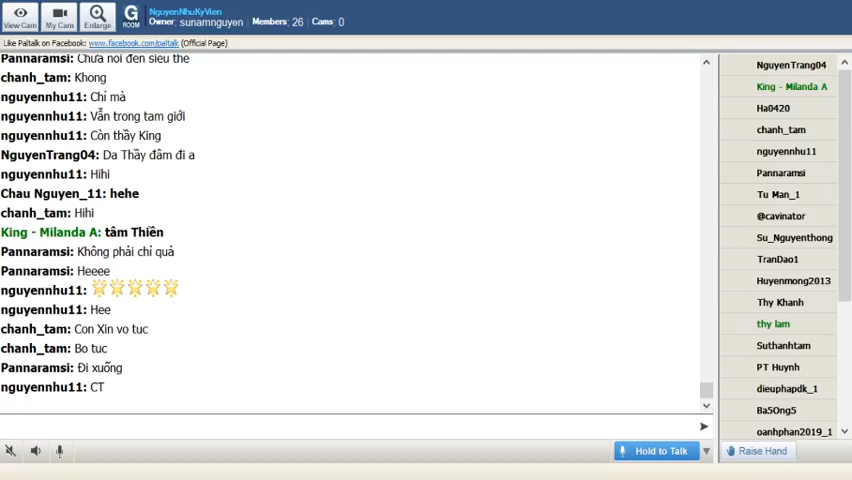 View Cam
My Cam
Enlarge
G
ROOM
NguyenNhuKyVien
Owner: sunamnguyen Members: 26 Cams: 0
Like Paltalk on Facebook: www.facebook.com/paltalk (Official Page)
Pannaramsi: Chưa nói đến siêu thế
chanh_tam: Khong
nguyennhu11: Chỉ mà
nguyennhu11: Vẫn trong tam giới
nguyennhu11: Còn thầy King
NguyenTrang04: Da Thầy đâm đi a
nguyennhu11: Hihi
Chau Nguyen_11: hehe
chanh_tam: Hihi
King - Milanda A: tâm Thiền
Pannaramsi: Không phải chỉ quả
Pannaramsi: Heeee
nguyennhu11:
nguyennhu11: Hee
chanh_tam: Con Xin vo tuc
chanh_tam: Bo tuc
Pannaramsi: Đi xuống
nguyennhu11: CT
NguyenTrang04
King - Milanda A
Ha0420
chanh_tam
nguyennhu11
Pannaramsi
Tu Man_1
@cavinator
Su_Nguyenthong
TranDao1
Huyenmong2013
Thy Khanh
thy lam
Suthanhtam
PT Huynh
dieuphapdk_1
Ba5Ong5
oanhphan2019_1
Hold to Talk
Raise Hand